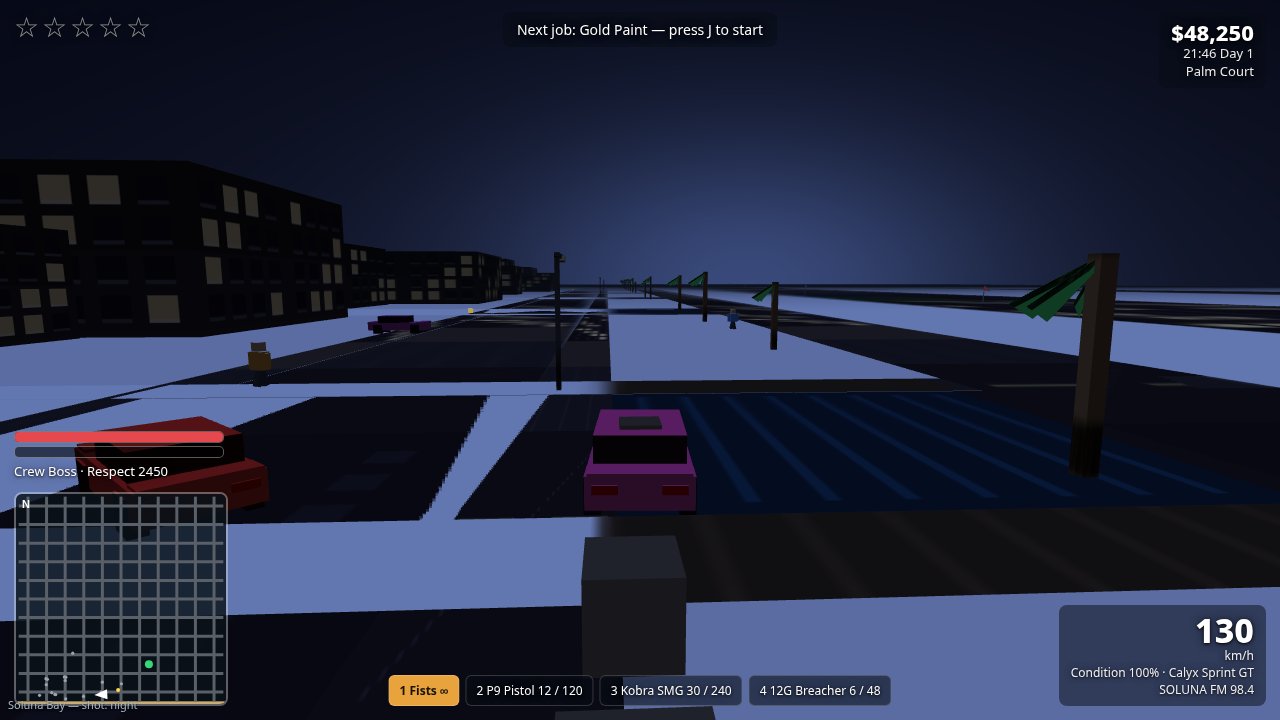 Next job: Gold Paint — press J to start
$48,250
21:46 Day 1
Palm Court
Crew Boss · Respect 2450
N
Soluna Bay — shot: night
1 Fists ∞
2 P9 Pistol 12 / 120
3 Kobra SMG 30 / 240
4 12G Breacher 6 / 48
130
km/h
Condition 100% · Calyx Sprint GT
SOLUNA FM 98.4